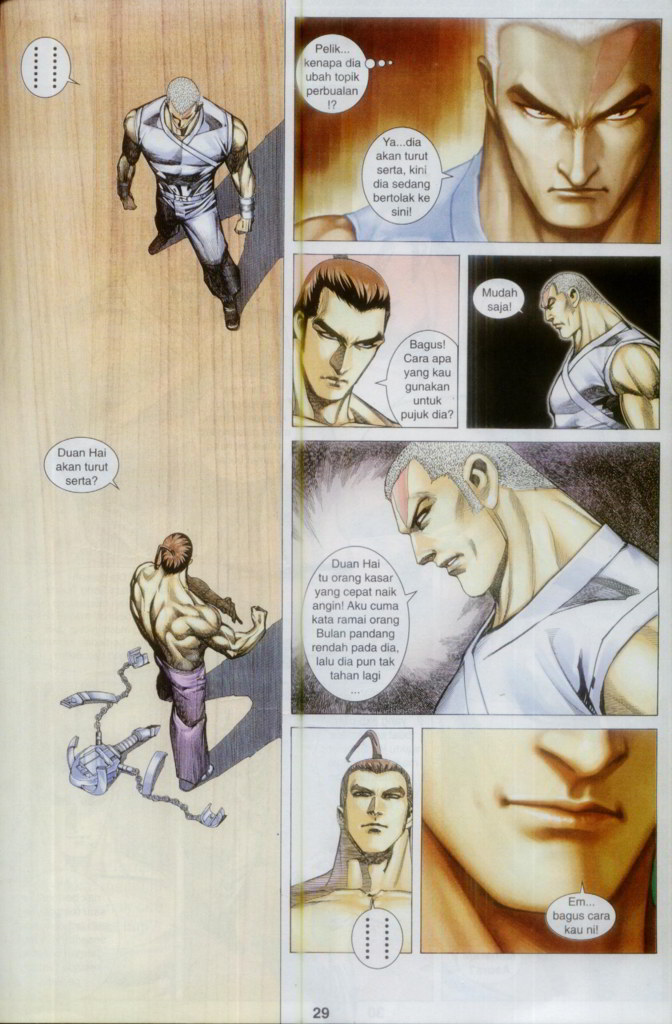 Duan Hai
akan turut
serta?
Pelik...
kenapa dia
ubah topik
perbualan
!?
Ya...dia
akan turut
serta, kini
dia sedang
bertolak ke
sini!
Bagus!
Cara apa
yang kau
gunakan
untuk
pujuk dia?
Mudah
saja!
Duan Hai
tu orang kasar
yang cepat naik
angin! Aku cuma
kata ramai orang
Bulan pandang
rendah pada dia,
lalu dia pun tak
tahan lagi
...
Em...
bagus cara
kau ni!
29